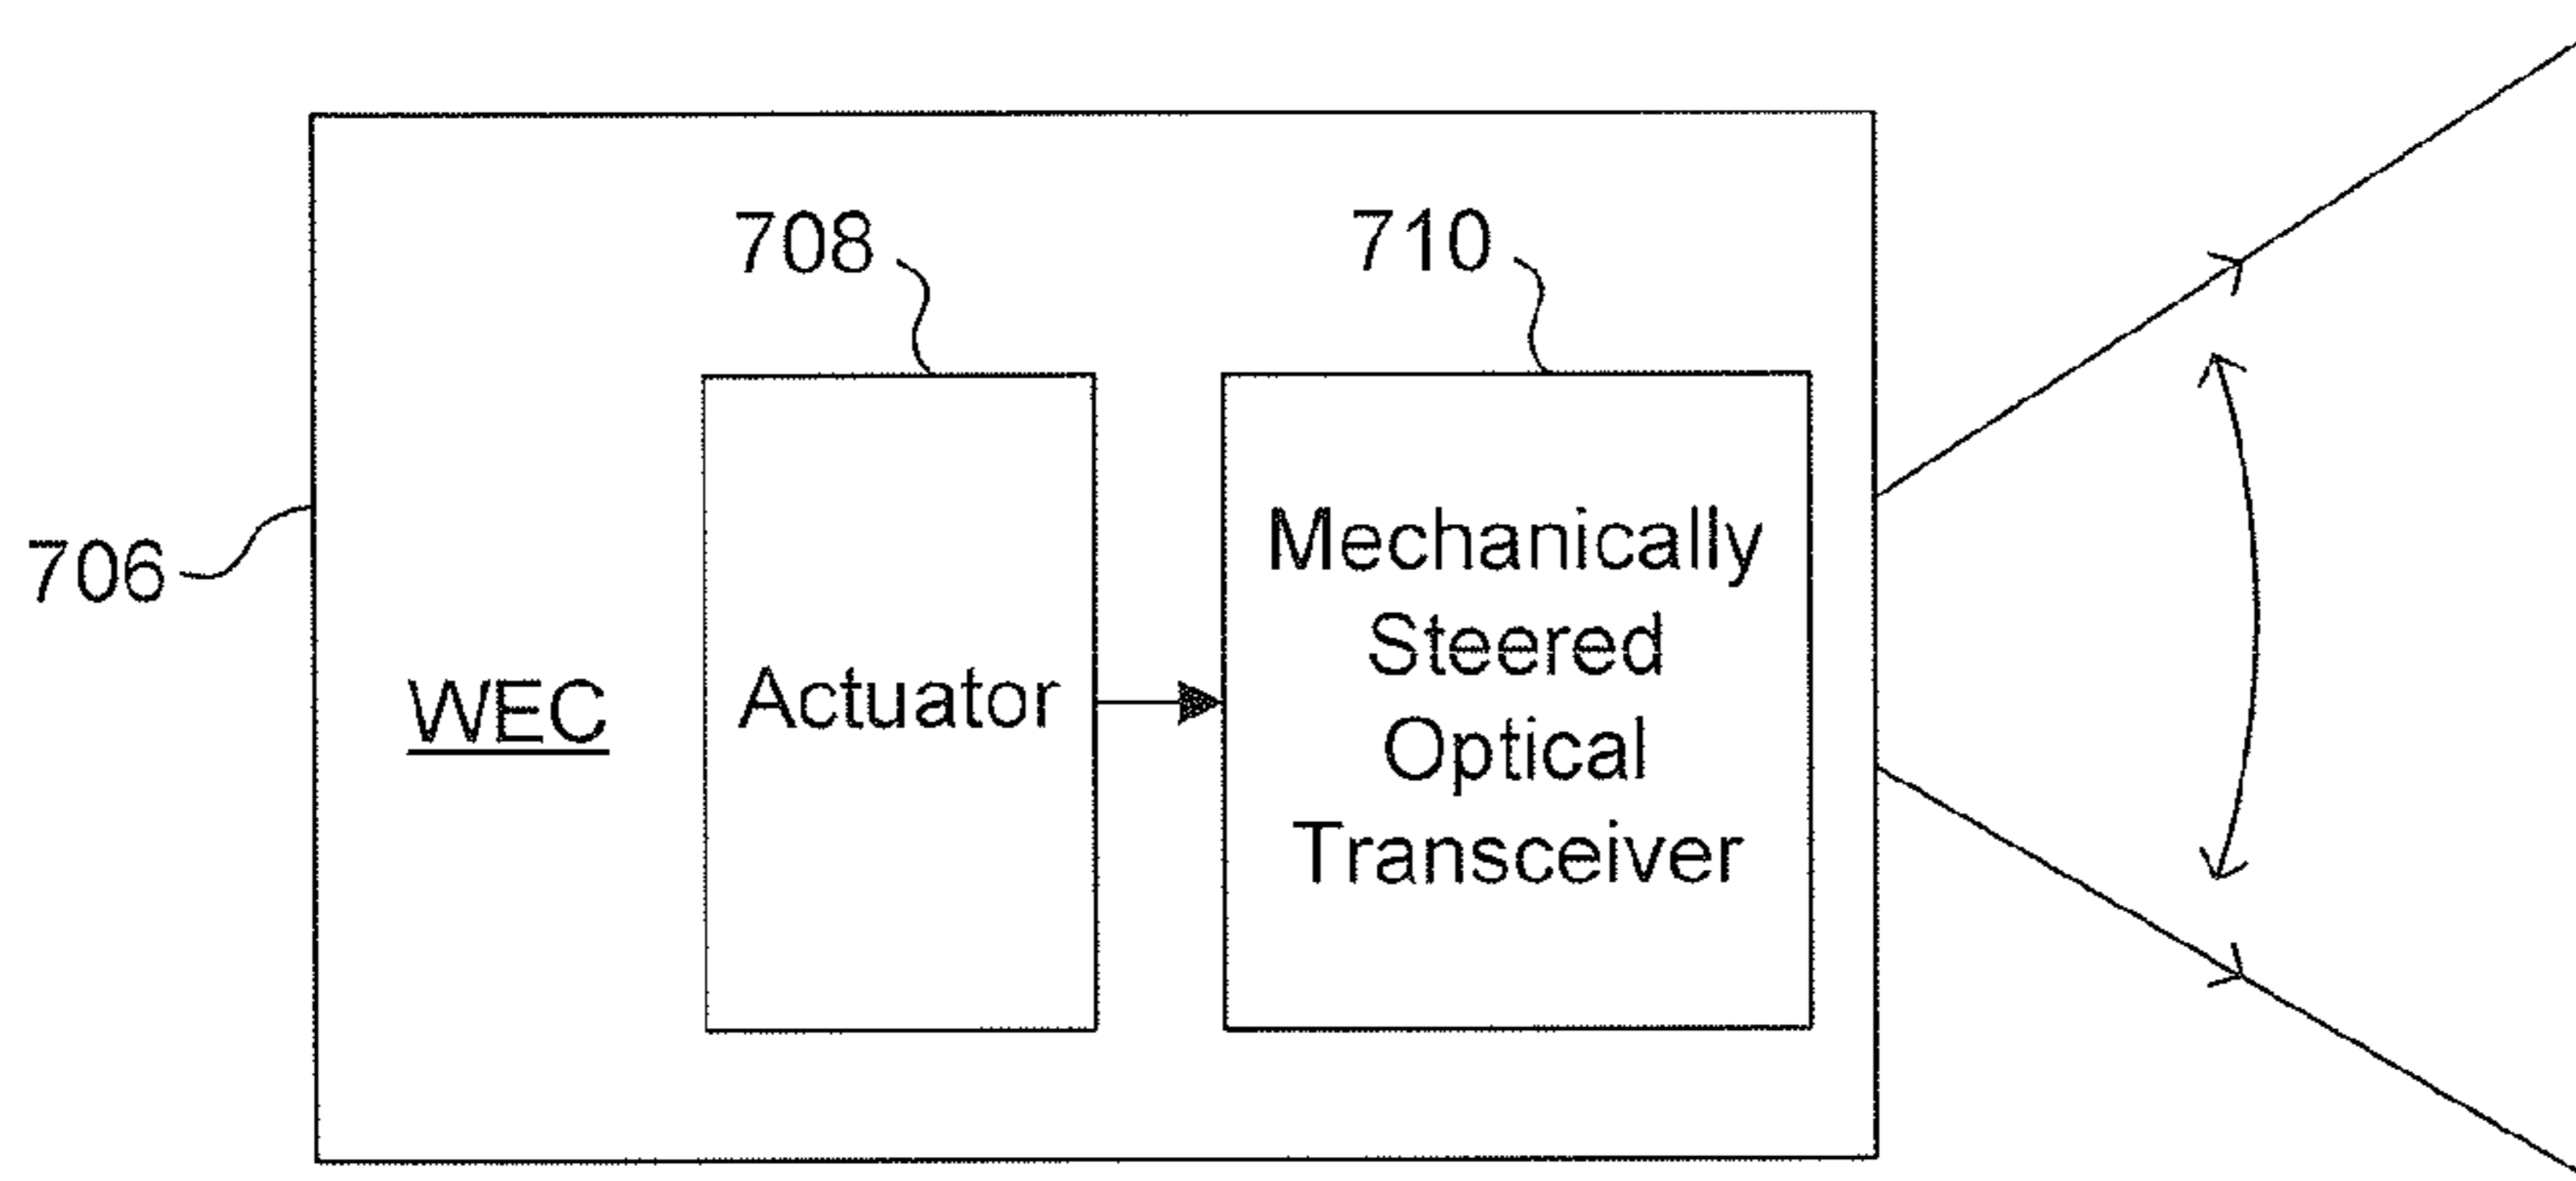 708
710
706
WEC
Actuator
Mechanically
Steered
Optical
Transceiver